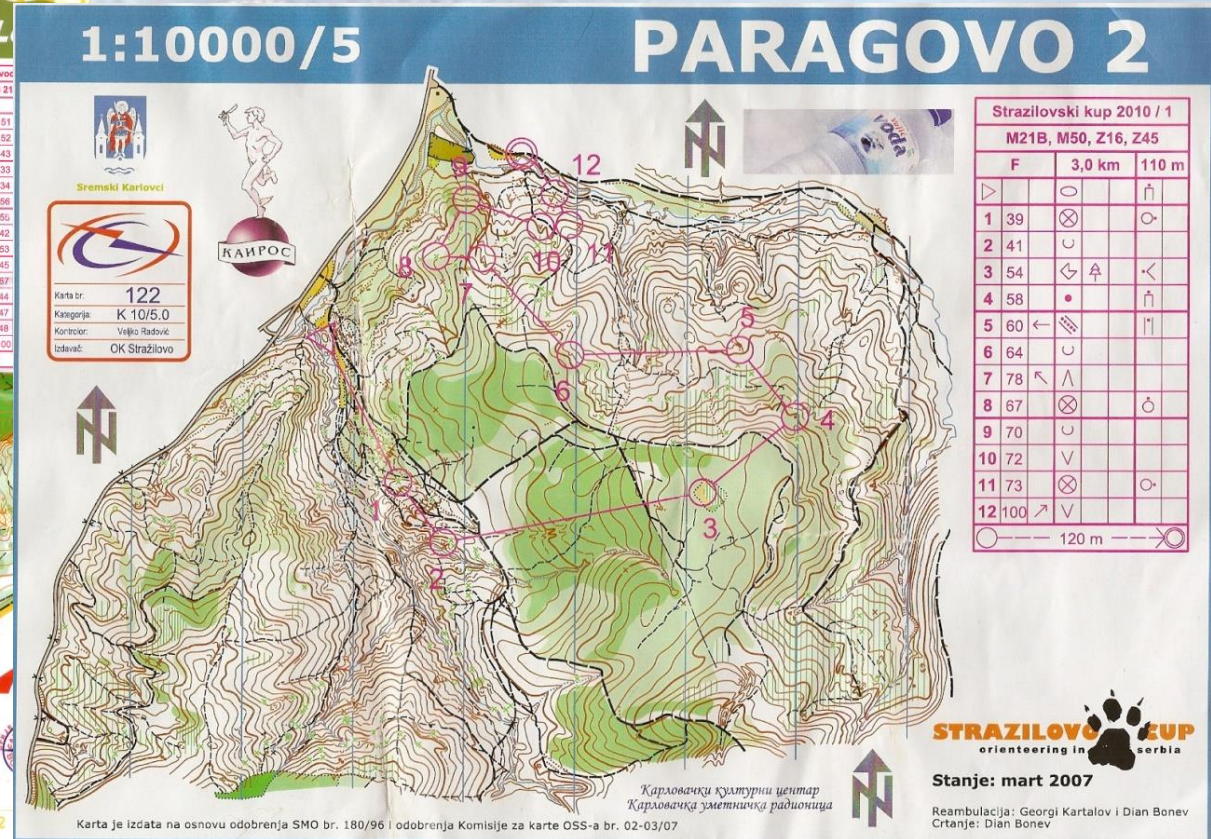 1:10000/5
PARAGOVO 2
Sremski Karlovci
КАИРОС
Karta br: 122
Kategorija: K 10/5.0
Kontrolor: Veljko Radović
Izdavač: OK Stražilovo
voda
Strazilovski kup 2010 / 1
M21B, M50, Z16, Z45
F 3,0 km 110 m
1 39
2 41
3 54
4 58
5 60
6 64
7 78
8 67
9 70
10 72
11 73
12 100
120 m
12
9
11
10
8
7
5
6
4
3
1
2
STRAZILOVO CUP
orienteering in serbia
Stanje: mart 2007
Reambulacija: Georgi Kartalov i Dian Bonev
Crtanje: Dian Bonev
Карловачки културни центар
Карловачка уметничка радионица
Karta je izdata na osnovu odobrenja SMO br. 180/96 i odobrenja Komisije za karte OSS-a br. 02-03/07